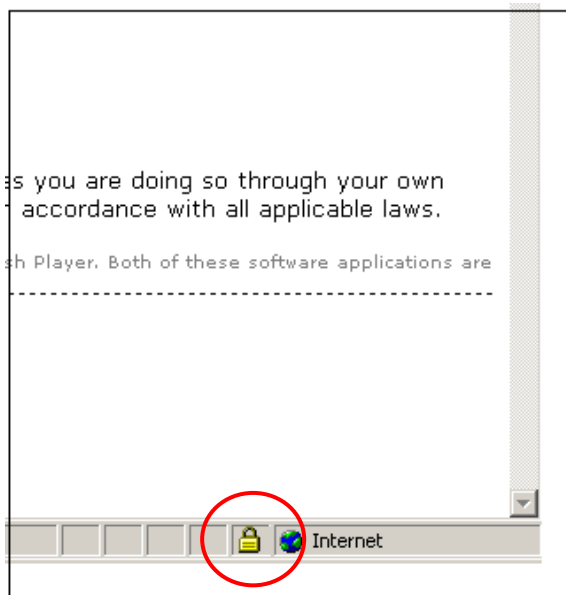 ss you are doing so through your own
accordance with all applicable laws.
sh Player. Both of these software applications are
Internet